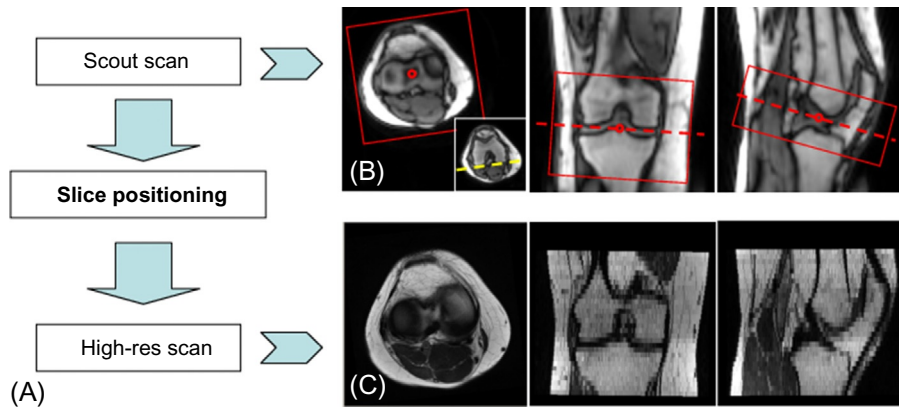 Scout scan
Slice positioning
High-res scan
(A)
(B)
(C)